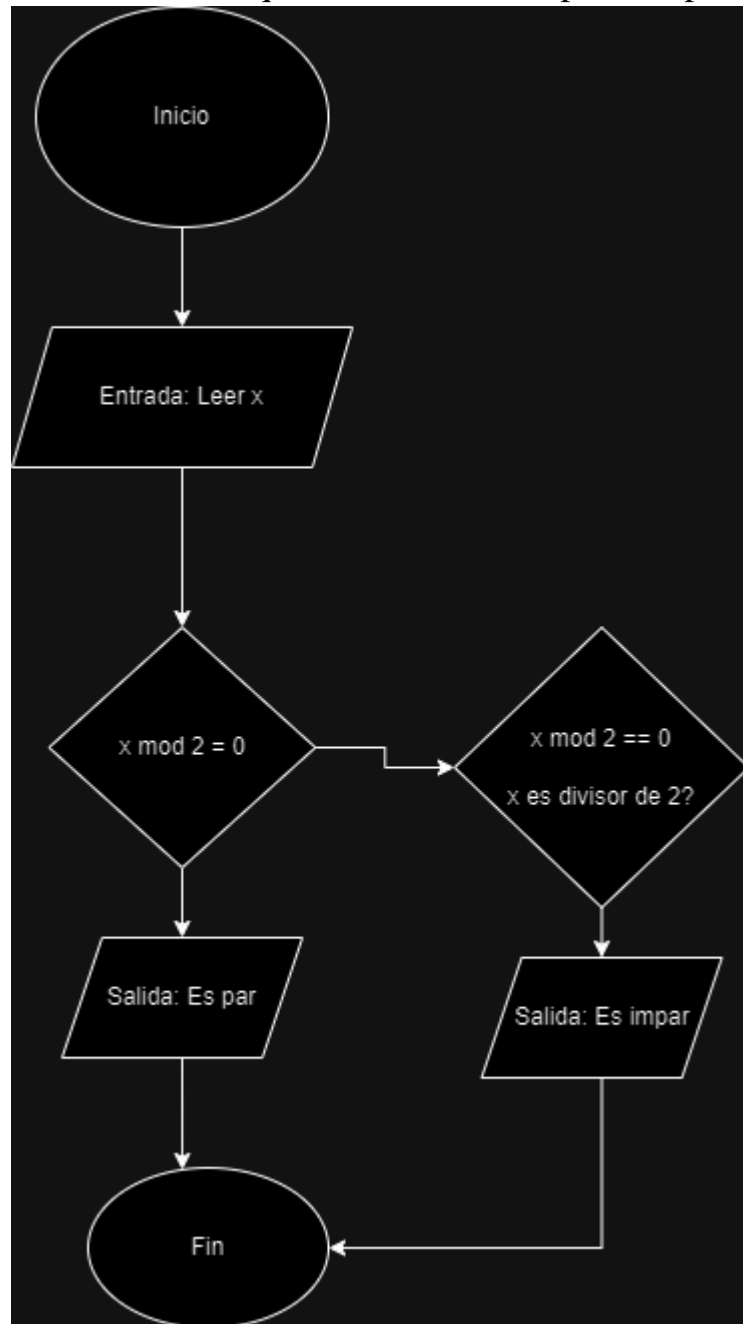 Inicio
Entrada: Leer x
x mod 2 = 0
x mod 2 == 0
x es divisor de 2?
Salida: Es par
Salida: Es impar
Fin